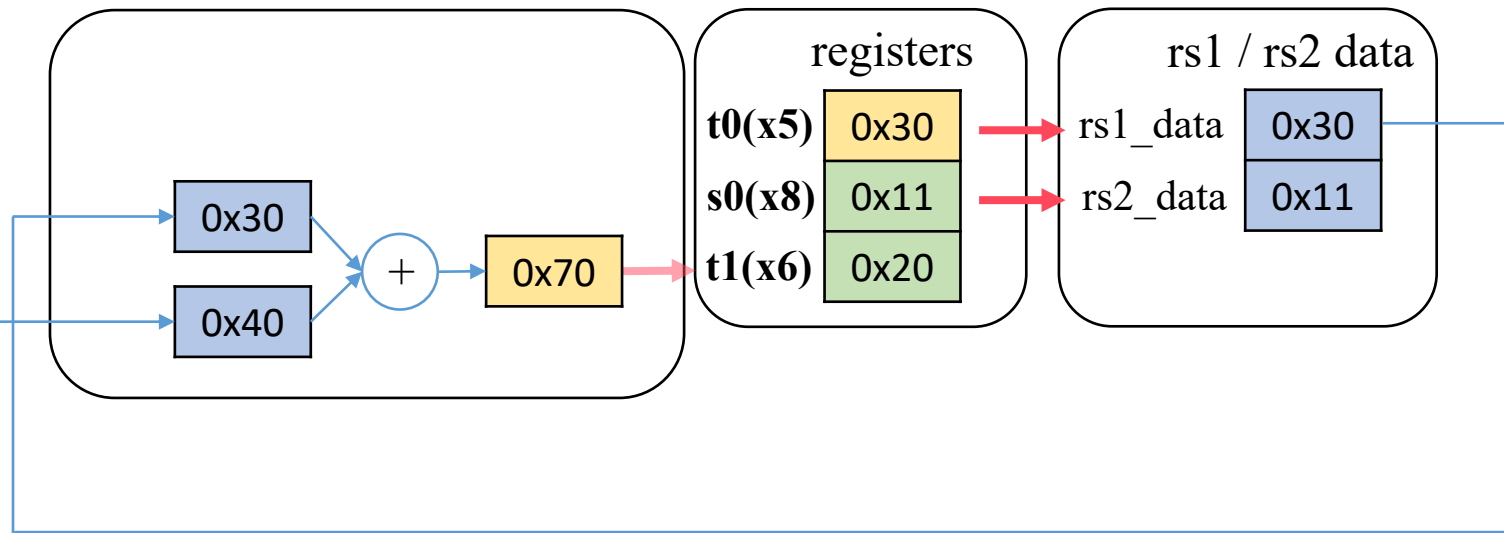 0x30
0x40
+
0x70
registers
t0(x5) 0x30
s0(x8) 0x11
t1(x6) 0x20
rs1 / rs2 data
rs1_data 0x30
rs2_data 0x11